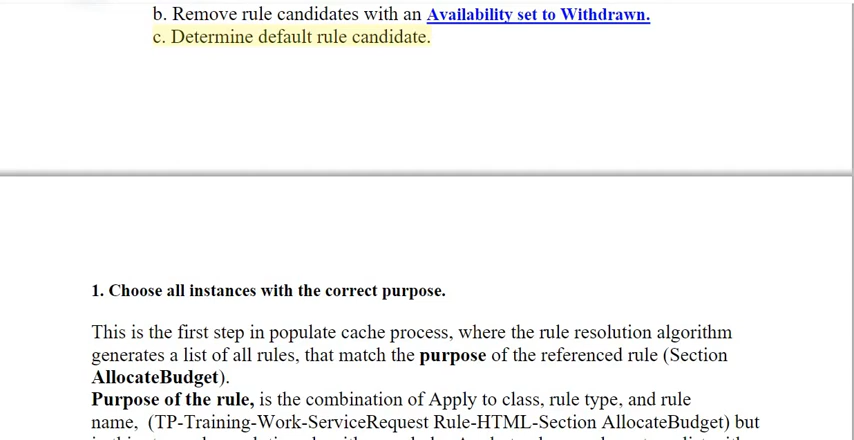 b. Remove rule candidates with an Availability set to Withdrawn.
c. Determine default rule candidate.
1. Choose all instances with the correct purpose.
This is the first step in populate cache process, where the rule resolution algorithm
generates a list of all rules, that match the purpose of the referenced rule (Section
AllocateBudget).
Purpose of the rule, is the combination of Apply to class, rule type, and rule
name,  (TP-Training-Work-ServiceRequest Rule-HTML-Section AllocateBudget) but